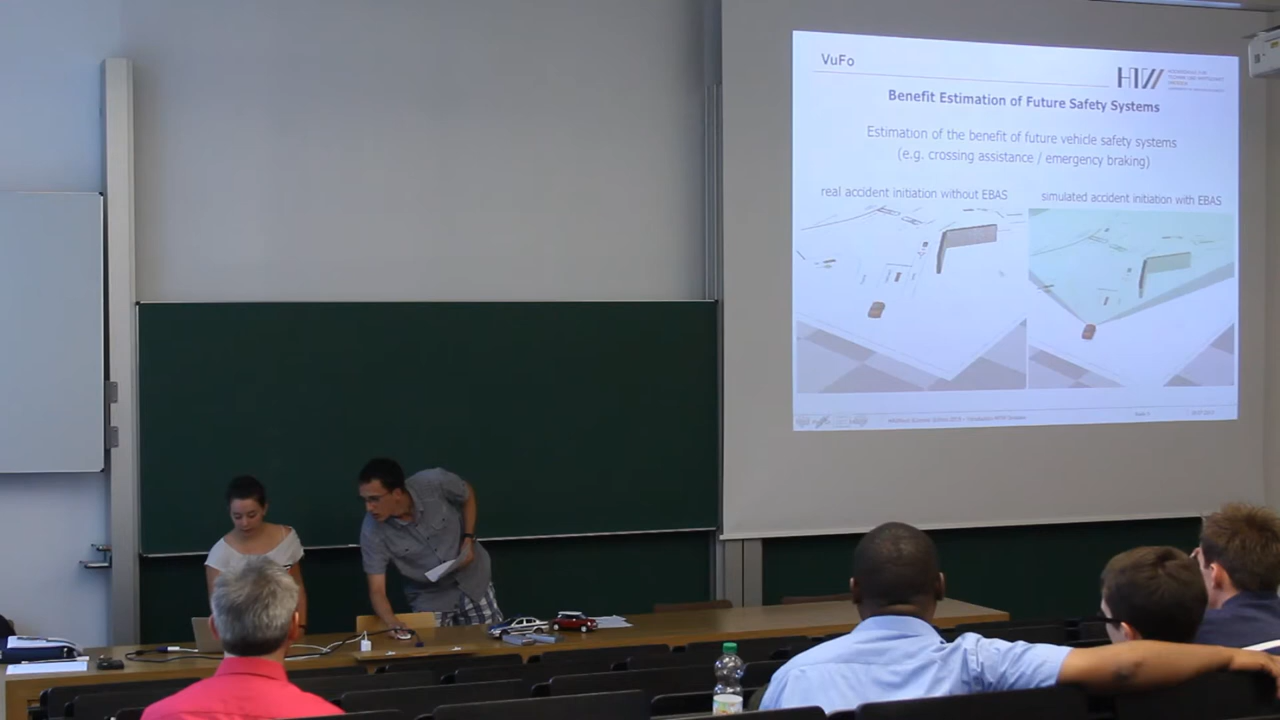 VuFo
HTW
Benefit Estimation of Future Safety Systems
Estimation of the benefit of future vehicle safety systems
(e.g. crossing assistance / emergency braking)
real accident initiation without EBAS
simulated accident initiation with EBAS